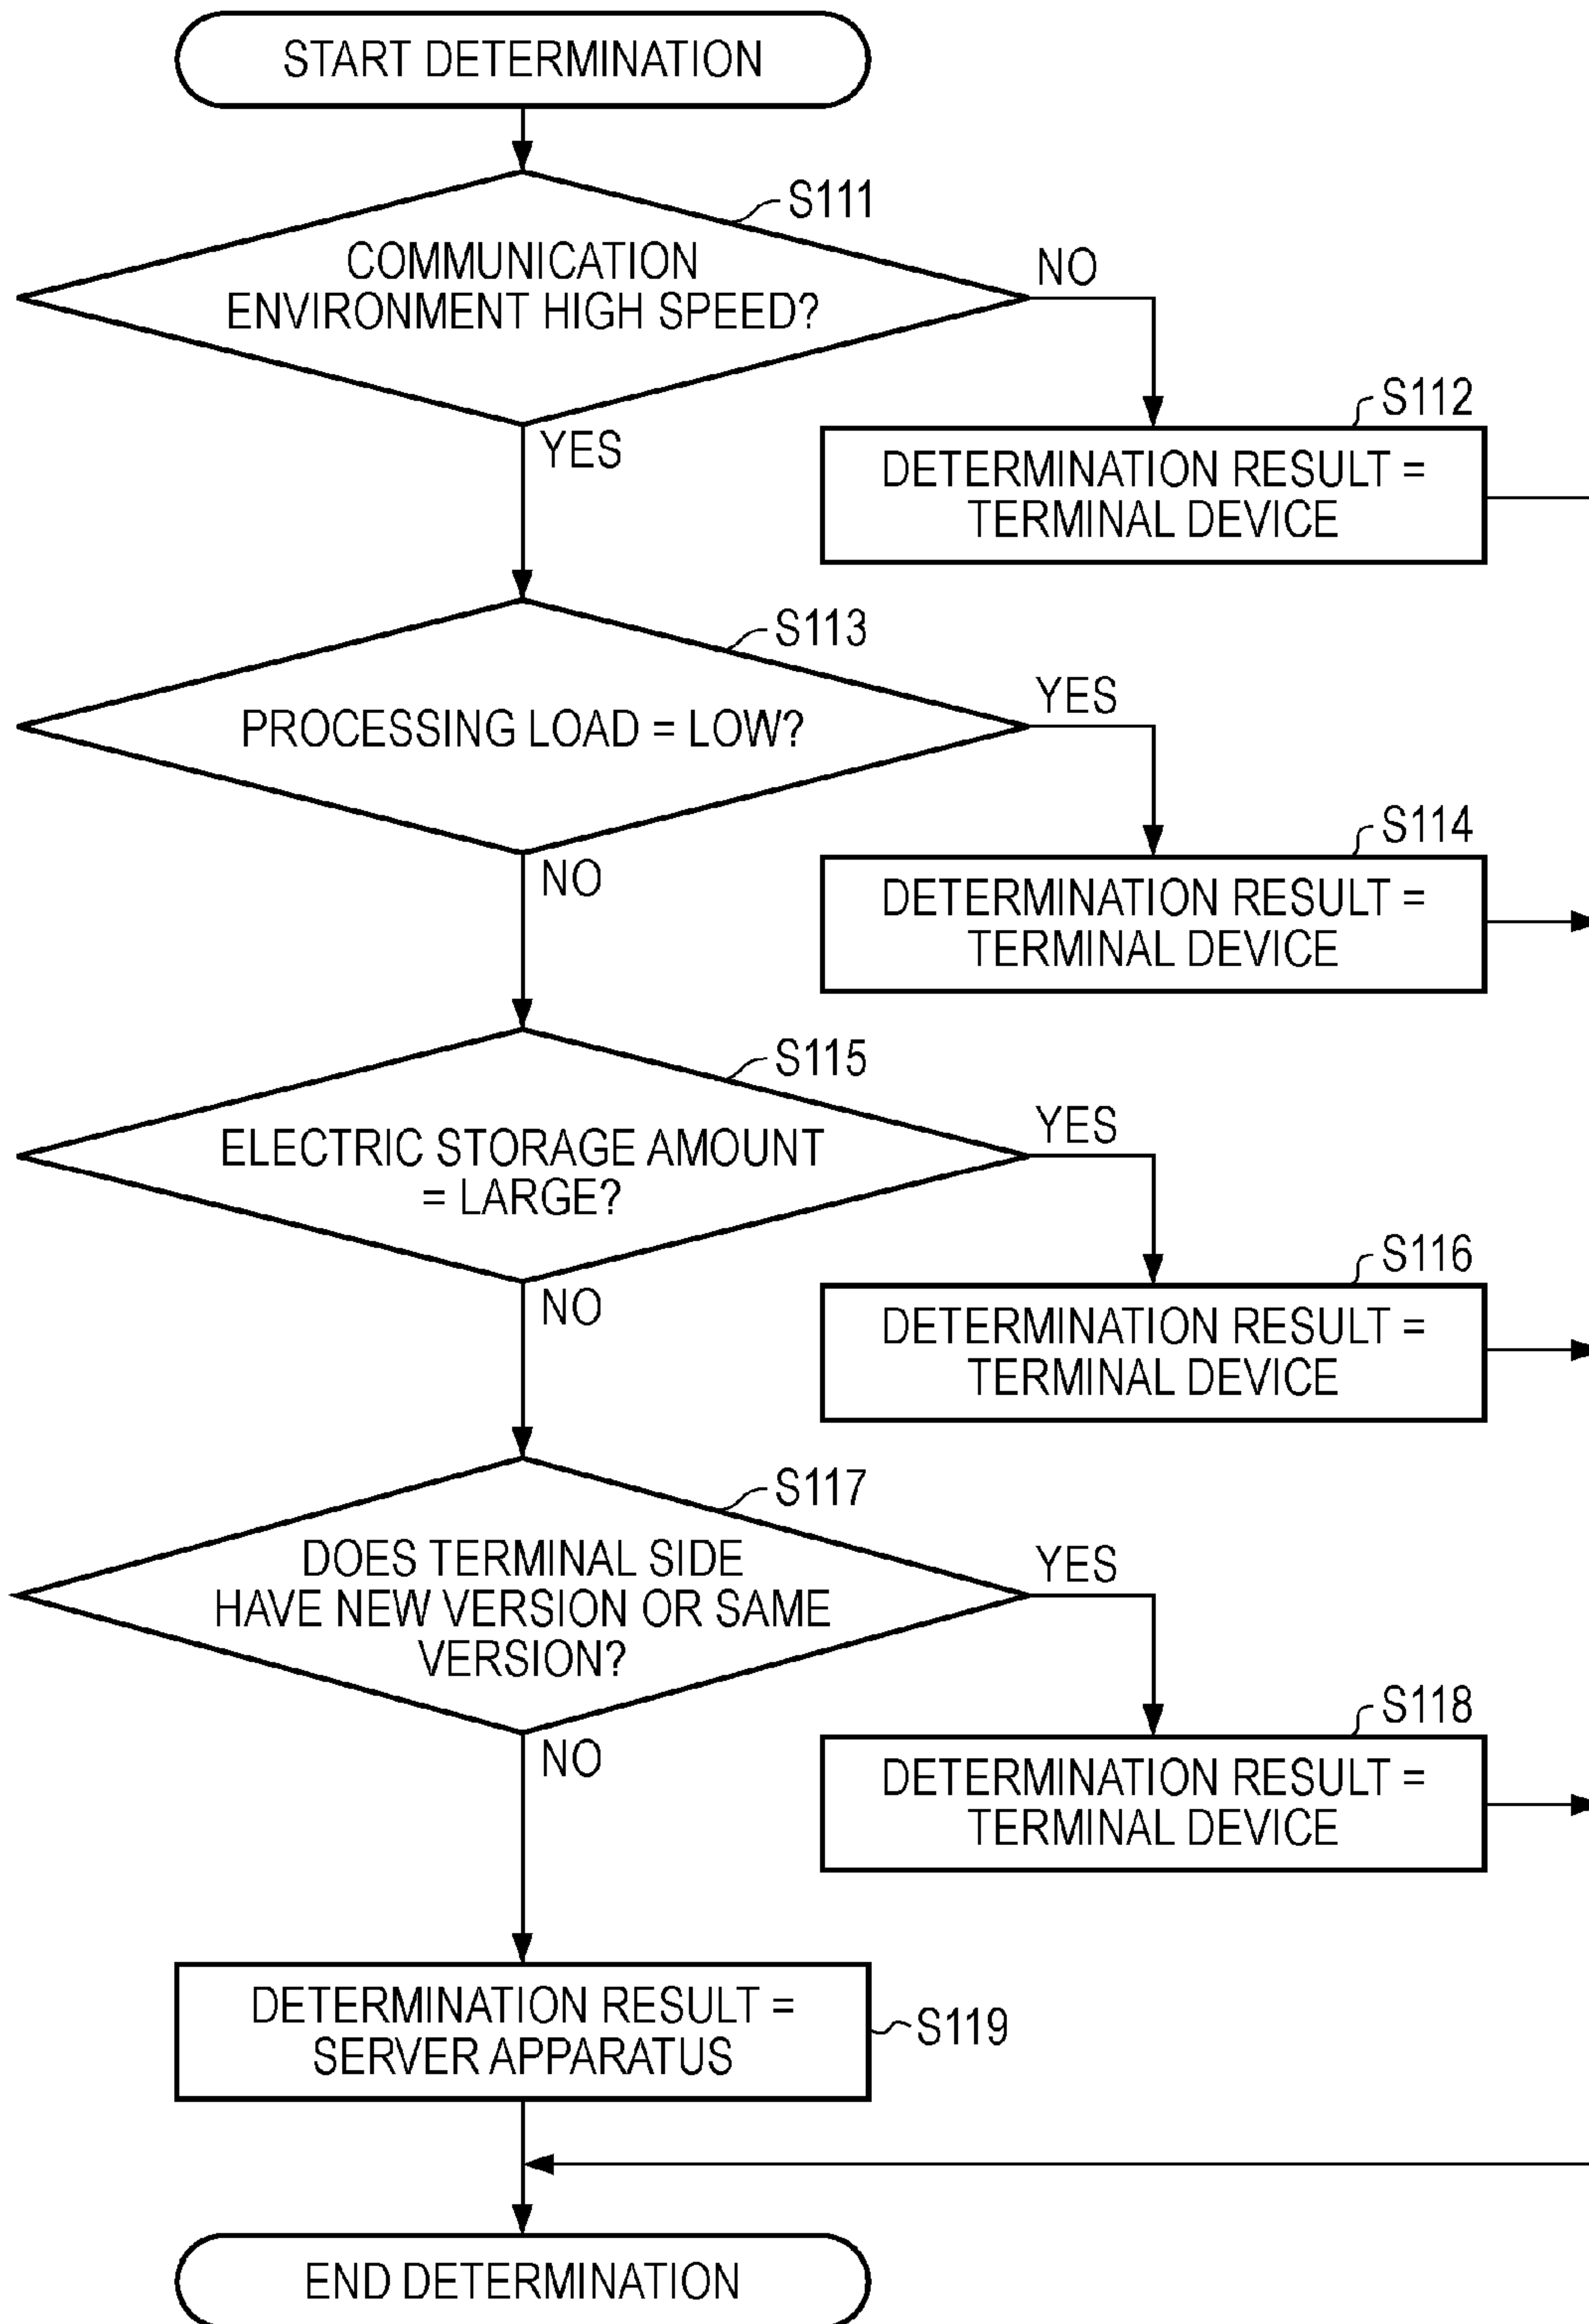 START DETERMINATION
S111
COMMUNICATION
ENVIRONMENT HIGH SPEED?
NO
YES
S112
DETERMINATION RESULT =
TERMINAL DEVICE
S113
PROCESSING LOAD = LOW?
YES
NO
S114
DETERMINATION RESULT =
TERMINAL DEVICE
S115
ELECTRIC STORAGE AMOUNT
= LARGE?
YES
NO
S116
DETERMINATION RESULT =
TERMINAL DEVICE
S117
DOES TERMINAL SIDE
HAVE NEW VERSION OR SAME
VERSION?
YES
NO
S118
DETERMINATION RESULT =
TERMINAL DEVICE
DETERMINATION RESULT =
SERVER APPARATUS
S119
END DETERMINATION